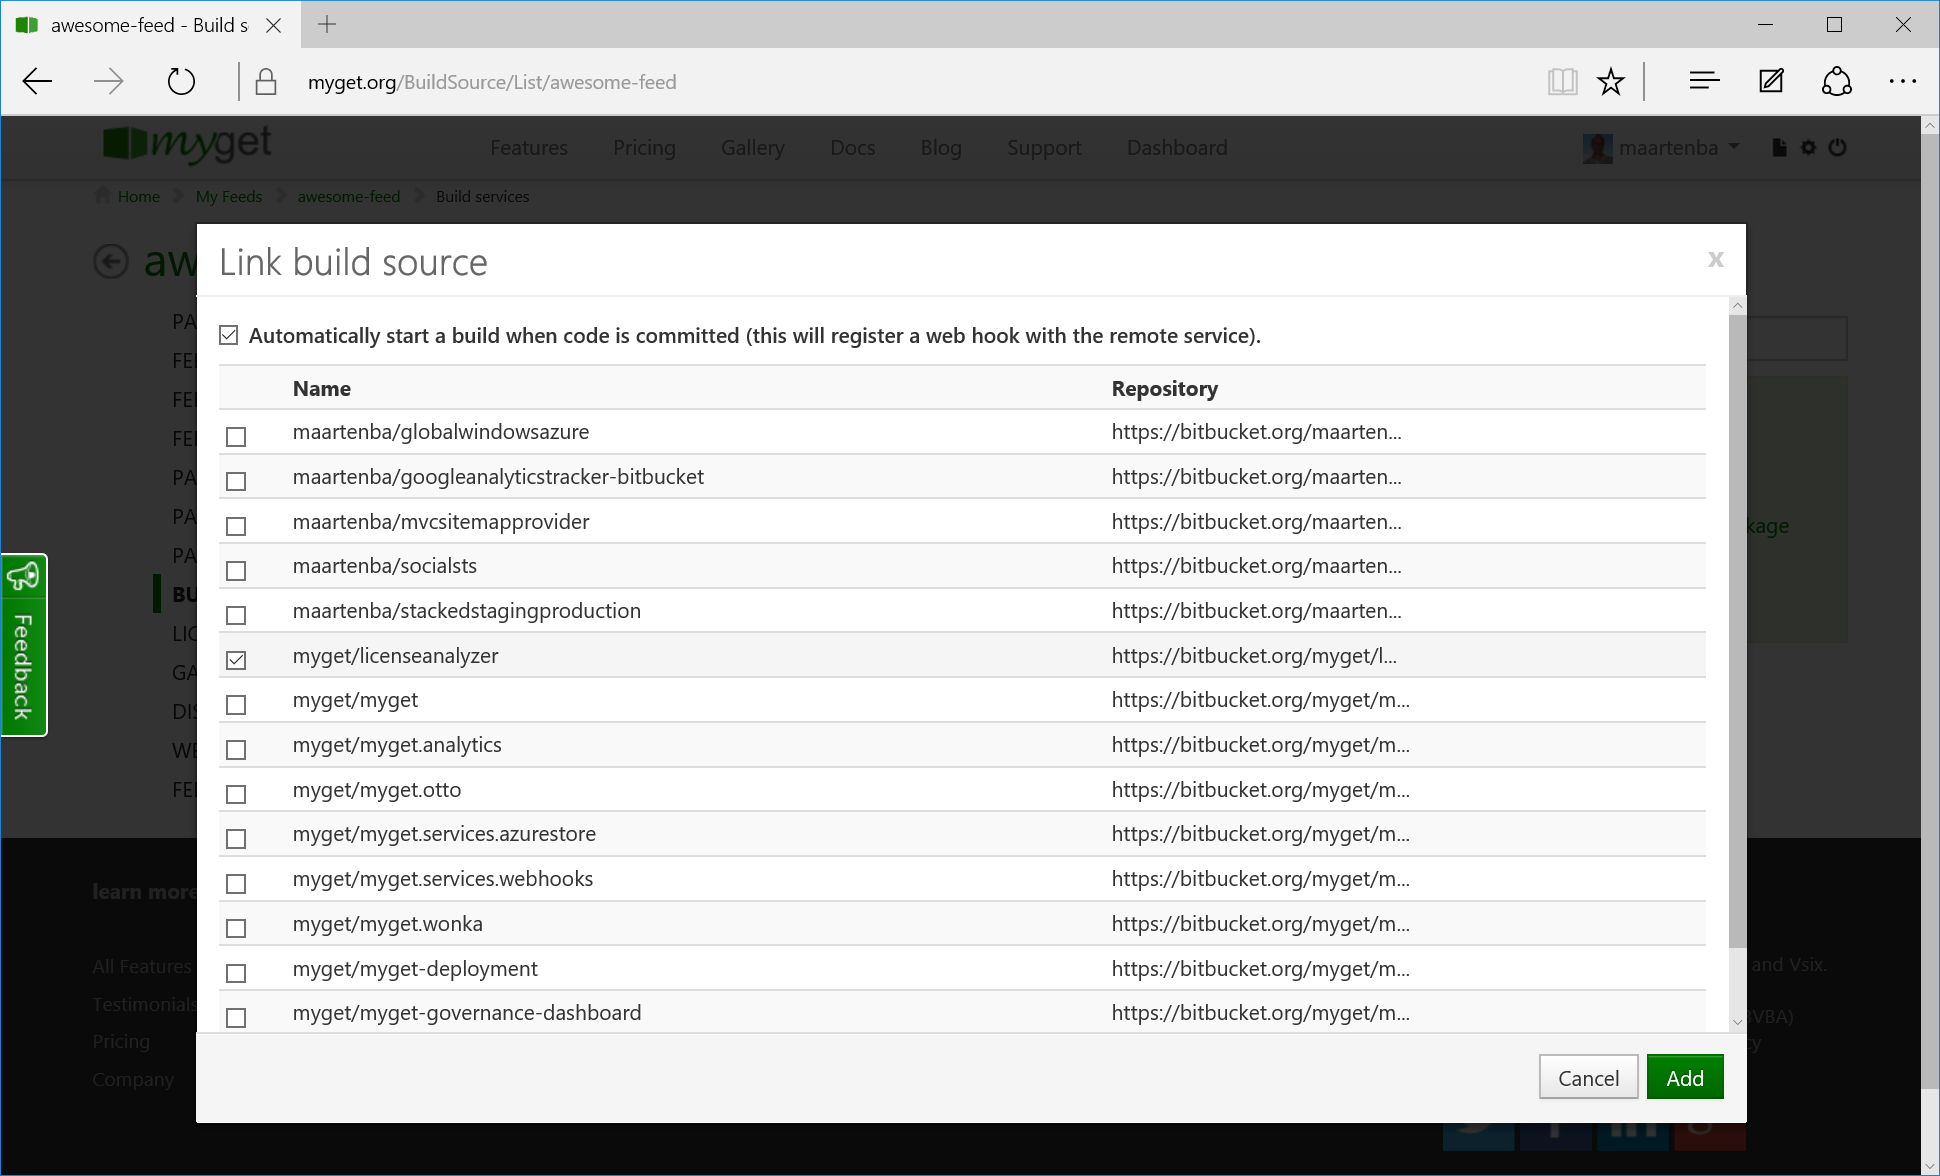 awesome-feed - Build s
myget.org/BuildSource/List/awesome-feed
myget Features Pricing Gallery Docs Blog Support Dashboard maartenba
Home My Feeds awesome-feed Build services
aw
Link build source x
PA
FE
FE
FE
PA
PA
PA
BU
LIC
GA
DIS
WE
FE
Automatically start a build when code is committed (this will register a web hook with the remote service).
Name Repository
maartenba/globalwindowsazure https://bitbucket.org/maarten...
maartenba/googleanalyticstracker-bitbucket https://bitbucket.org/maarten...
maartenba/mvcsitemapprovider https://bitbucket.org/maarten...
maartenba/socialsts https://bitbucket.org/maarten...
maartenba/stackedstagingproduction https://bitbucket.org/maarten...
myget/licenseanalyzer https://bitbucket.org/myget/l...
myget/myget https://bitbucket.org/myget/m...
myget/myget.analytics https://bitbucket.org/myget/m...
myget/myget.otto https://bitbucket.org/myget/m...
myget/myget.services.azurestore https://bitbucket.org/myget/m...
myget/myget.services.webhooks https://bitbucket.org/myget/m...
myget/myget.wonka https://bitbucket.org/myget/m...
myget/myget-deployment https://bitbucket.org/myget/m...
myget/myget-governance-dashboard https://bitbucket.org/myget/m...
Cancel Add
kage
Feedback
learn more
All Features
Testimonials
Pricing
Company
and Vsix.
VBA)
y